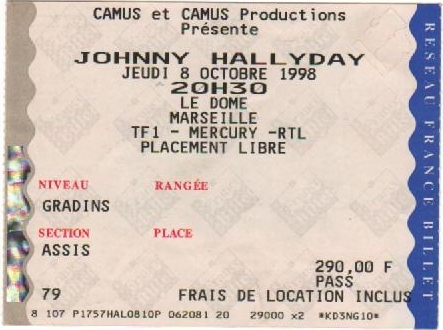 CAMUS et CAMUS Productions
Présente
JOHNNY HALLYDAY
JEUDI 8 OCTOBRE 1998
20H30
LE DOME
MARSEILLE
TF1 - MERCURY -RTL
PLACEMENT LIBRE
NIVEAU RANGÉE
GRADINS
SECTION PLACE
ASSIS
290,00 F
PASS
79 FRAIS DE LOCATION INCLUS
8 107 P1757HAL0810P 062081 20 29000 x2 *KD3NG10*
RESEAU FRANCE BILLET